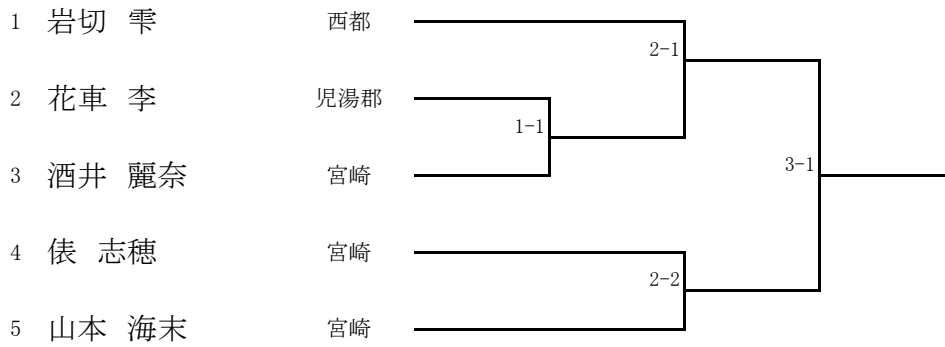 1 岩切 雫 西都
2-1
2 花車 李 児湯郡
1-1
3 酒井 麗奈 宮崎
3-1
4 俵 志穂 宮崎
2-2
5 山本 海末 宮崎